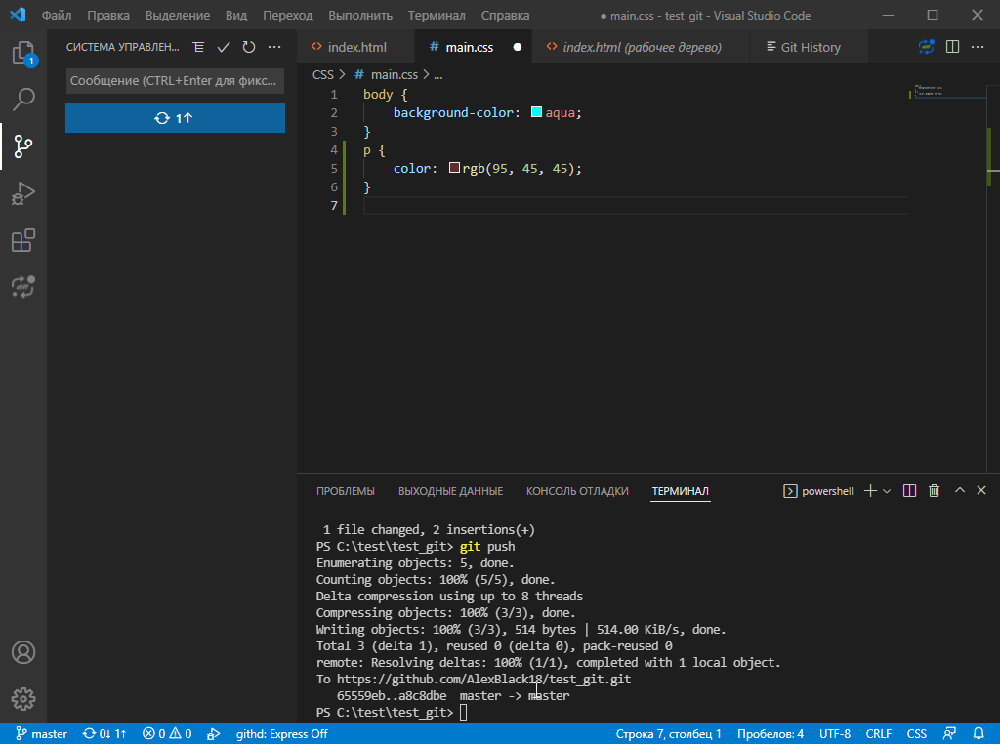 Файл Правка Выделение Вид Переход Выполнить Терминал Справка ● main.css - test_git - Visual Studio Code
СИСТЕМА УПРАВЛЕН...
index.html # main.css ● index.html (рабочее дерево) Git History
1
Сообщение (CTRL+Enter для фикс...
1↑
CSS > # main.css > ...
1 body {
2 background-color: aqua;
3 }
4 p {
5 color: rgb(95, 45, 45);
6 }
7
ПРОБЛЕМЫ ВЫХОДНЫЕ ДАННЫЕ КОНСОЛЬ ОТЛАДКИ ТЕРМИНАЛ powershell
1 file changed, 2 insertions(+)
PS C:\test\test_git> git push
Enumerating objects: 5, done.
Counting objects: 100% (5/5), done.
Delta compression using up to 8 threads
Compressing objects: 100% (3/3), done.
Writing objects: 100% (3/3), 514 bytes | 514.00 KiB/s, done.
Total 3 (delta 1), reused 0 (delta 0), pack-reused 0
remote: Resolving deltas: 100% (1/1), completed with 1 local object.
To https://github.com/AlexBlack18/test_git.git
65559eb..a8c8dbe master -> master
PS C:\test\test_git>
master 0↓ 1↑ 0 0 githd: Express Off Строка 7, столбец 1 Пробелов: 4 UTF-8 CRLF CSS